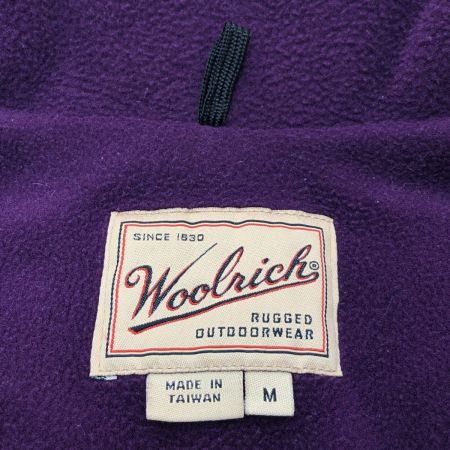 SINCE 1830
Woolrich®
RUGGED
OUTDOORWEAR
MADE IN
TAIWAN
M